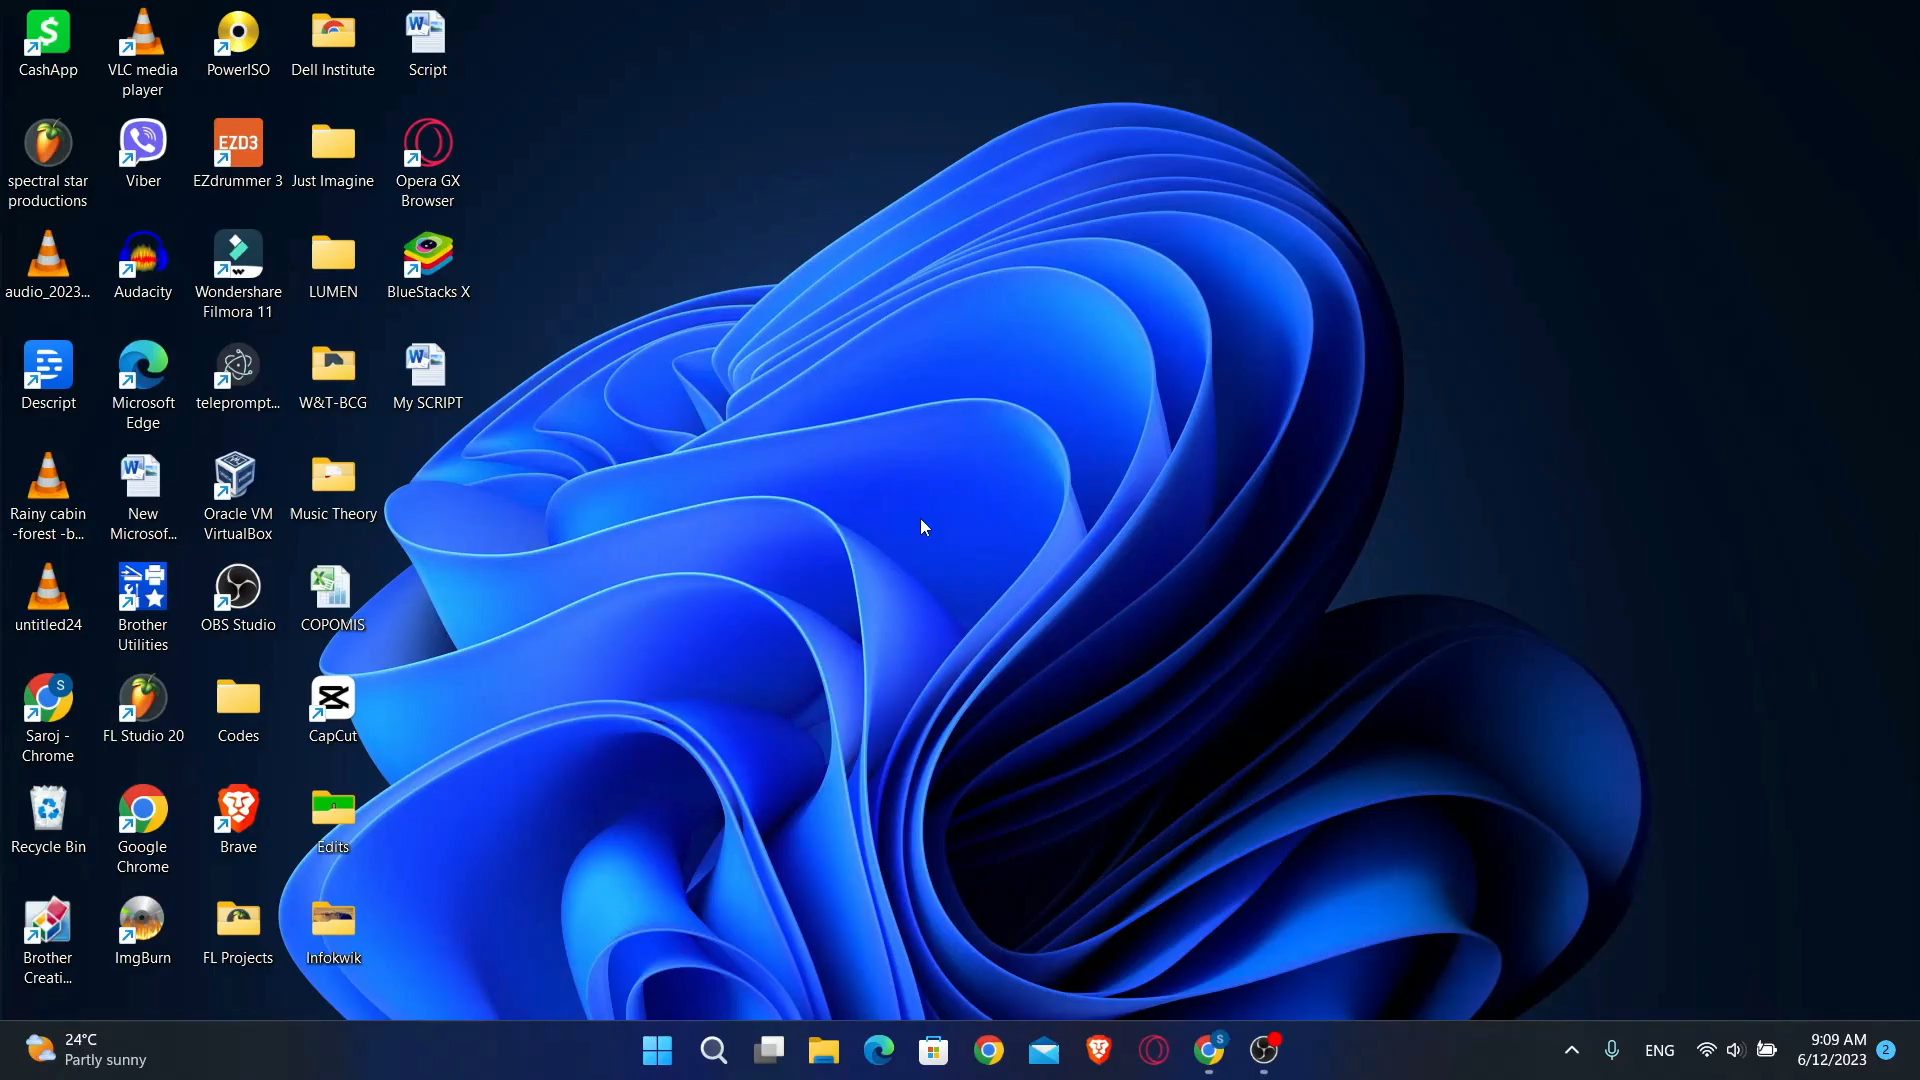 CashApp
VLC media
player
PowerISO
Dell Institute
Script
spectral star
productions
Viber
EZD3
EZdrummer 3
Just Imagine
Opera GX
Browser
audio_2023...
Audacity
Wondershare
Filmora 11
LUMEN
BlueStacks X
Descript
Microsoft
Edge
teleprompt...
W&T-BCG
My SCRIPT
Rainy cabin
-forest -b...
New
Microsof...
Oracle VM
VirtualBox
Music Theory
untitled24
Brother
Utilities
OBS Studio
COPOMIS
S
Saroj -
Chrome
FL Studio 20
Codes
CapCut
Recycle Bin
Google
Chrome
Brave
Edits
Brother
Creati...
ImgBurn
FL Projects
Infokwik
24°C
Partly sunny
S
ENG
9:09 AM
6/12/2023
2